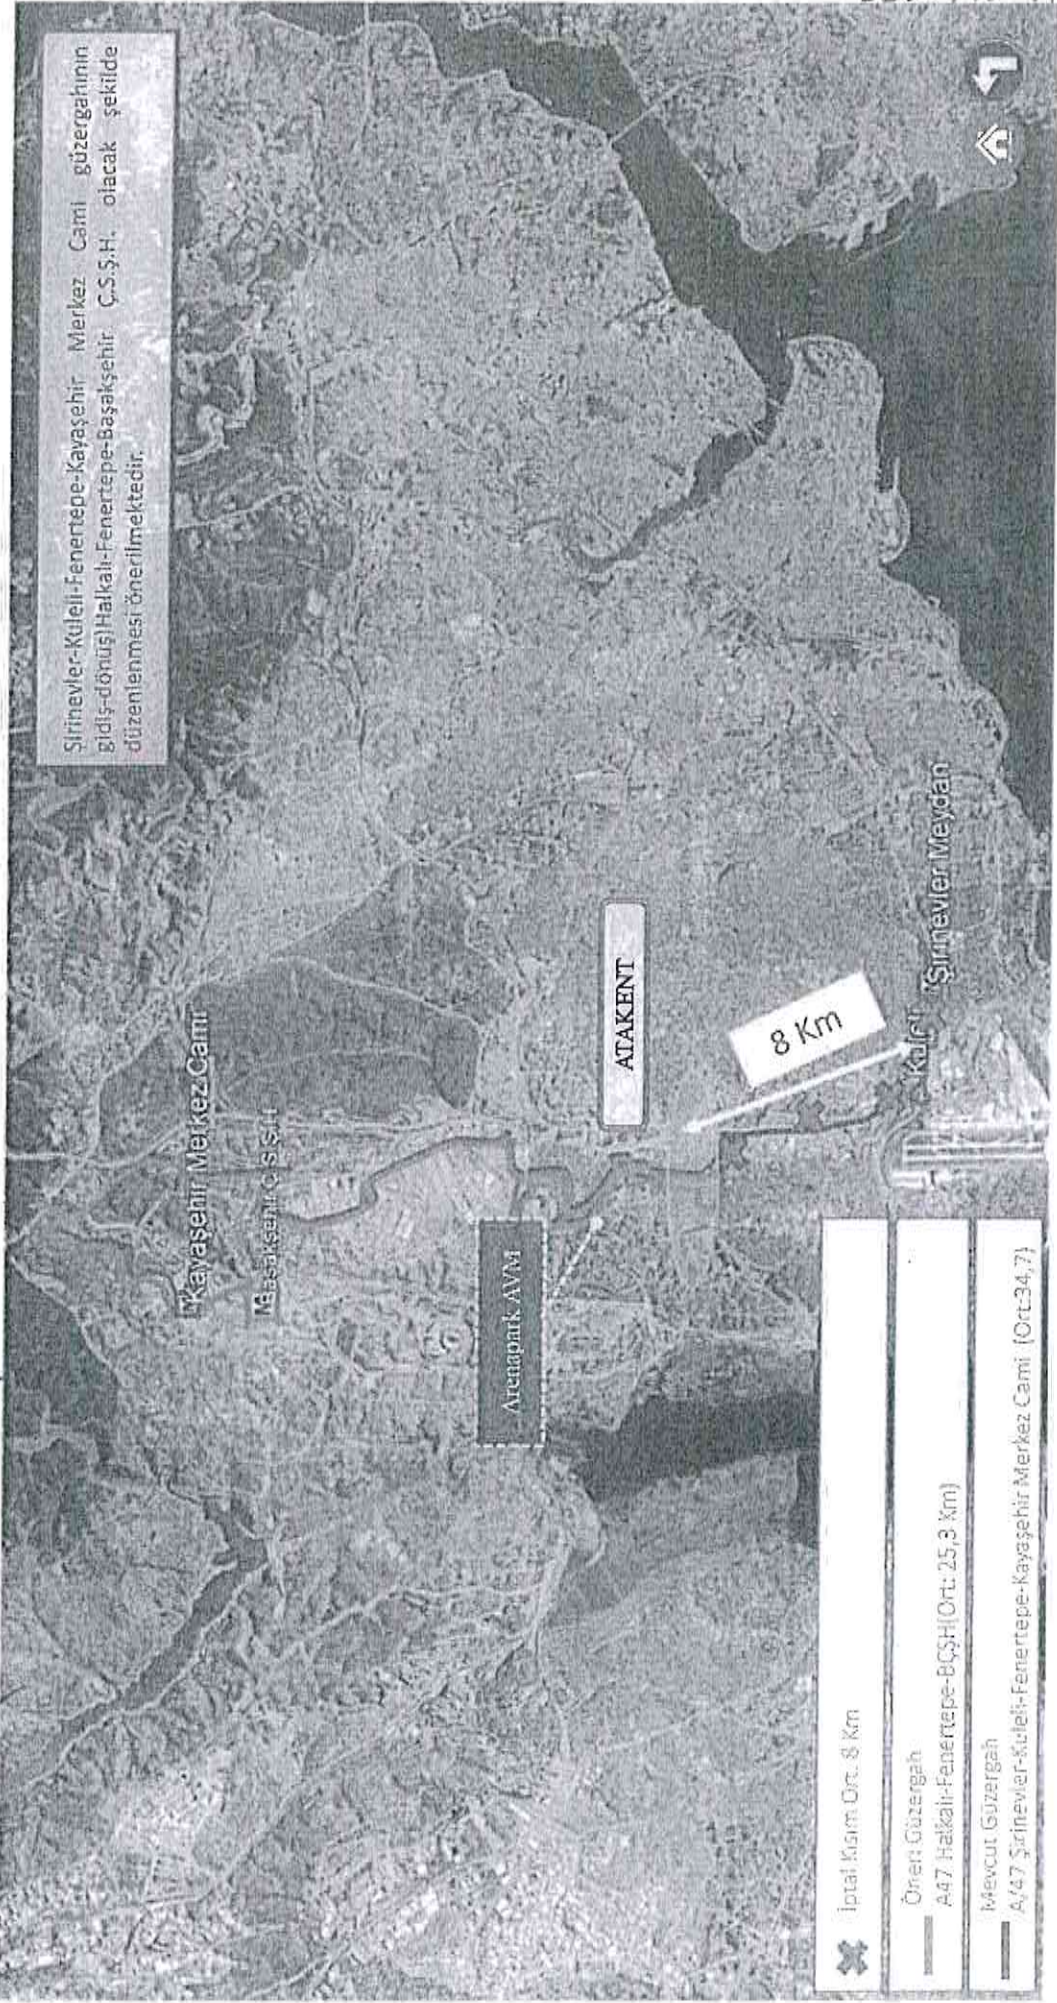 Şirinevler-Kuleli-Fenertepe-Kayaşehir Merkez Cami güzergahının
gidiş-dönüş)Halkalı-Fenertepe-Başakşehir Ç.S.Ş.H. olacak şekilde
düzenlenmesi önerilmektedir.
Kayaşehir Merkez Cami
Başakşehir Ç.S.Ş.H
Arenapark AVM
ATAKENT
8 Km
Şirinevler Meydan
İptal Kısım Ort. 8 Km
Öneri Güzergah
A47 Halkalı-Fenertepe-BÇŞH(Ort: 25,3 Km)
Mevcut Güzergah
A/47 Şirinevler-Kuleli-Fenertepe-Kayaşehir Merkez Cami (Ort:34,7)